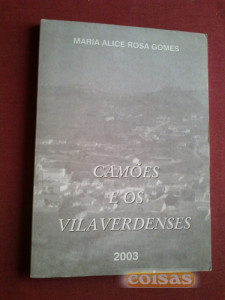 MARIA ALICE ROSA GOMES
CAMÕES
E OS
VILAVERDENSES
2003
coisas